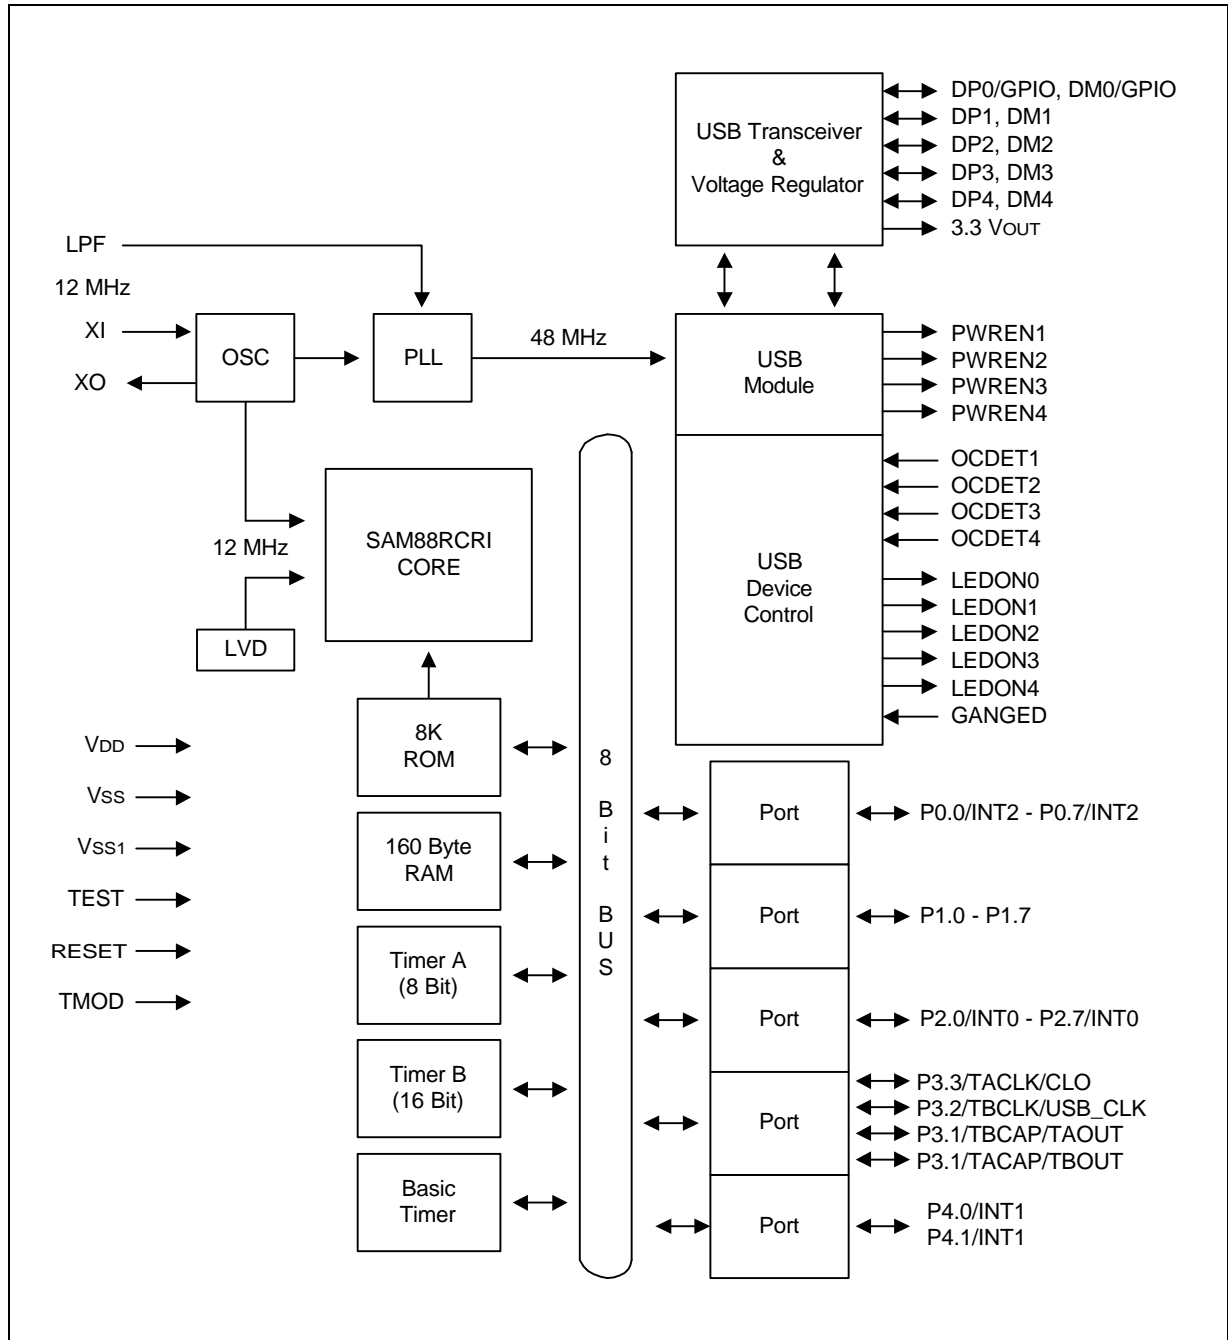 DP0/GPIO, DM0/GPIO
DP1, DM1
DP2, DM2
DP3, DM3
DP4, DM4
3.3 VOUT
USB Transceiver
&
Voltage Regulator
LPF
12 MHz
XI
XO
OSC
PLL
48 MHz
USB
Module
PWREN1
PWREN2
PWREN3
PWREN4
OCDET1
OCDET2
OCDET3
OCDET4
USB
Device
Control
LEDON0
LEDON1
LEDON2
LEDON3
LEDON4
GANGED
12 MHz
SAM88RCRI
CORE
LVD
8K
ROM
160 Byte
RAM
Timer A
(8 Bit)
Timer B
(16 Bit)
Basic
Timer
VDD
VSS
VSS1
TEST
RESET
TMOD
8 Bit BUS
Port
P0.0/INT2 - P0.7/INT2
Port
P1.0 - P1.7
Port
P2.0/INT0 - P2.7/INT0
Port
P3.3/TACLK/CLO
P3.2/TBCLK/USB_CLK
P3.1/TBCAP/TAOUT
P3.1/TACAP/TBOUT
Port
P4.0/INT1
P4.1/INT1